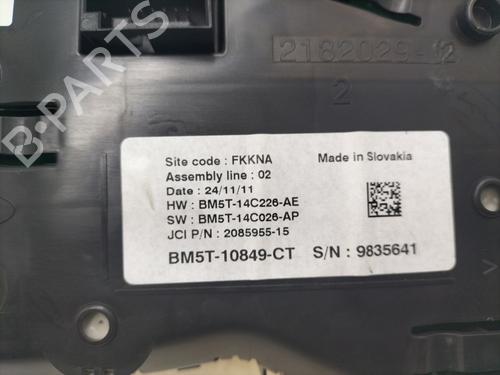 B-PARTS
2182029-12
2
Site code : FKKNA
Made in Slovakia
Assembly line : 02
Date : 24/11/11
HW : BM5T-14C226-AE
SW : BM5T-14C026-AP
JCI P/N : 2085955-15
BM5T-10849-CT S/N : 9835641